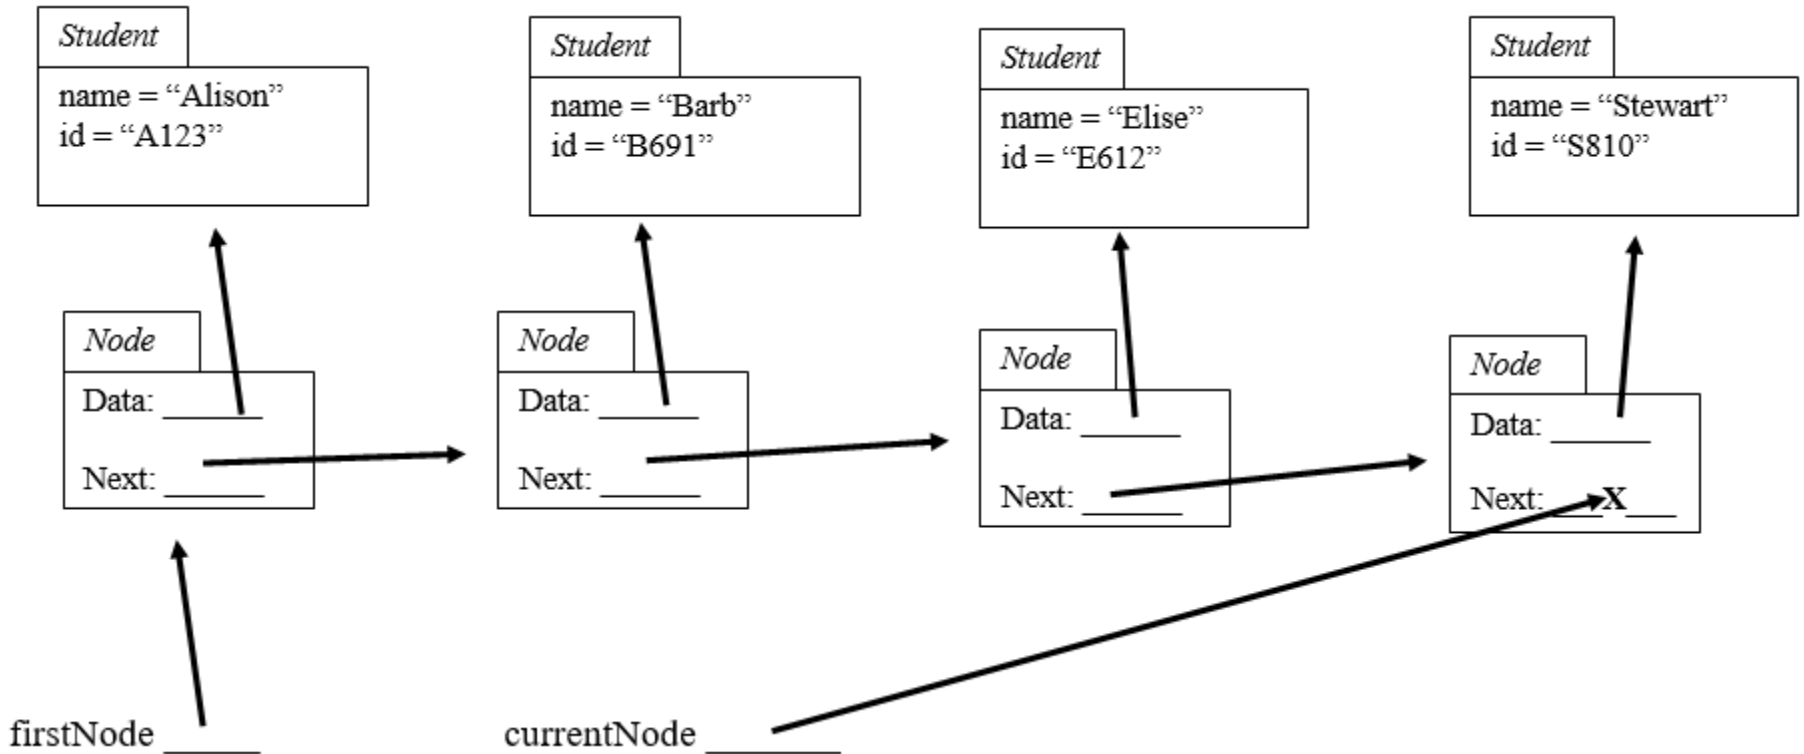 Student
name = “Alison”
id = “A123”
Student
name = “Barb”
id = “B691”
Student
name = “Elise”
id = “E612”
Student
name = “Stewart”
id = “S810”
Node
Data: ______
Next: ______
Node
Data: ______
Next: ______
Node
Data: ______
Next: ______
Node
Data: ______
Next: ___X___
firstNode _____
currentNode _______